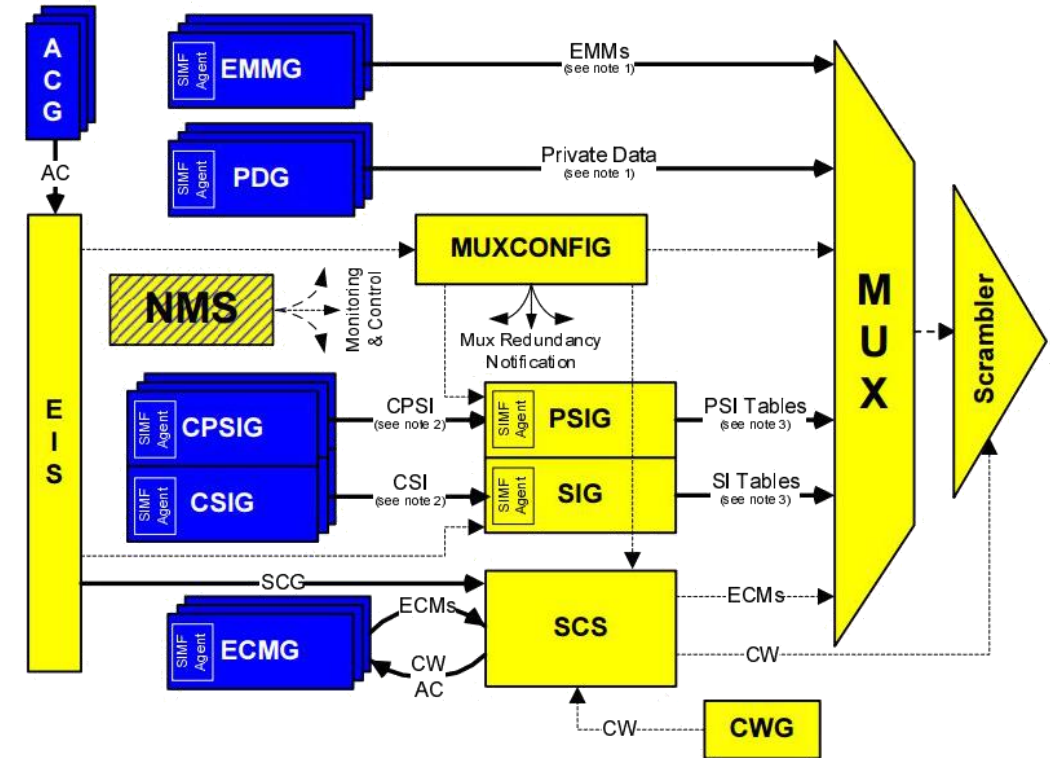 A
C
G
AC
SIMF
Agent
EMMG
EMMs
(see note 1)
SIMF
Agent
PDG
Private Data
(see note 1)
MUXCONFIG
NMS
Monitoring
& Control
Mux Redundancy
Notification
E
I
S
SIMF
Agent
CPSIG
CPSI
(see note 2)
SIMF
Agent
PSIG
PSI Tables
(see note 3)
SIMF
Agent
CSIG
CSI
(see note 2)
SIMF
Agent
SIG
SI Tables
(see note 3)
M
U
X
Scrambler
SCG
SIMF
Agent
ECMG
ECMs
CW
AC
SCS
ECMs
CW
CW
CWG